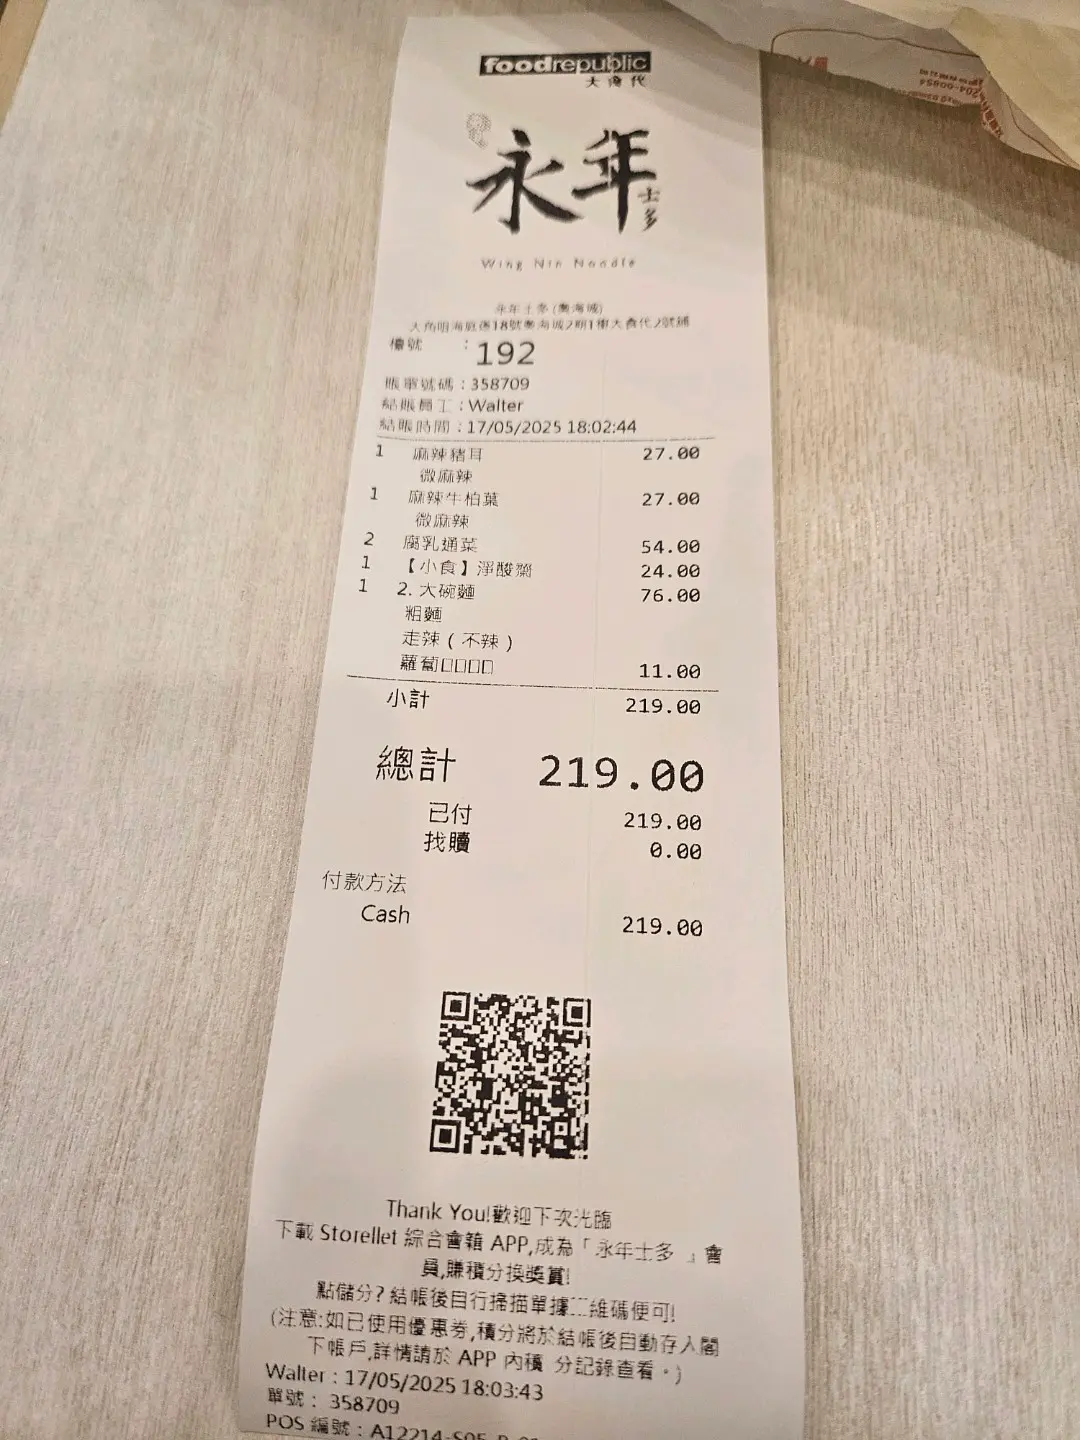 foodrepublic
大食代
永年
士多
Wing Nin Noodle
永年士多 (奧海城)
大角咀海庭道18號奧海城2期1樓大食代2號舖
檯號 : 192
賬單號碼 : 358709
結賬員工 : Walter
結賬時間 : 17/05/2025 18:02:44
1 麻辣豬耳 27.00
微麻辣
1 麻辣牛柏葉 27.00
微麻辣
2 腐乳通菜 54.00
1 【小食】淨酸齋 24.00
1 2. 大碗麵 76.00
粗麵
走辣 ( 不辣 )
蘿蔔□□□□ 11.00
小計 219.00
總計 219.00
已付 219.00
找贖 0.00
付款方法
Cash 219.00
Thank You!歡迎下次光臨
下載 Storellet 綜合會籍 APP,成為「 永年士多 」會
員,賺積分換獎賞!
點儲分? 結帳後自行掃描單據二維碼便可!
(注意:如已使用優惠券,積分將於結帳後自動存入閣
下帳戶,詳情請於 APP 內積 分記錄查看。)
Walter : 17/05/2025 18:03:43
單號 : 358709
POS 編號 : A12214-S05-P-